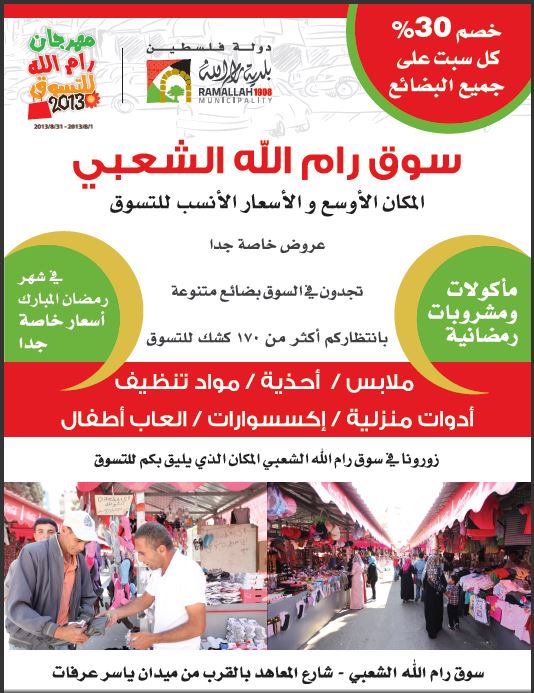 خصم 30%
كل سبت على
جميع البضائع
دولة فلسطين
بلدية رام الله
RAMALLAH 1908
MUNICIPALITY
مهرجان
رام الله
للتسوق
2013
2013/8/31 - 2013/8/1
سوق رام الله الشعبي
المكان الأوسع و الأسعار الأنسب للتسوق
عروض خاصة جدا
تجدون في السوق بضائع متنوعة
بانتظاركم أكثر من ١٧٠ كشك للتسوق
مأكولات
ومشروبات
رمضانية
في شهر
رمضان المبارك
أسعار خاصة
جدا
ملابس / أحذية / مواد تنظيف
أدوات منزلية / إكسسوارات / العاب أطفال
زورونا في سوق رام الله الشعبي المكان الذي يليق بكم للتسوق
سوق رام الله الشعبي - شارع المعاهد بالقرب من ميدان ياسر عرفات